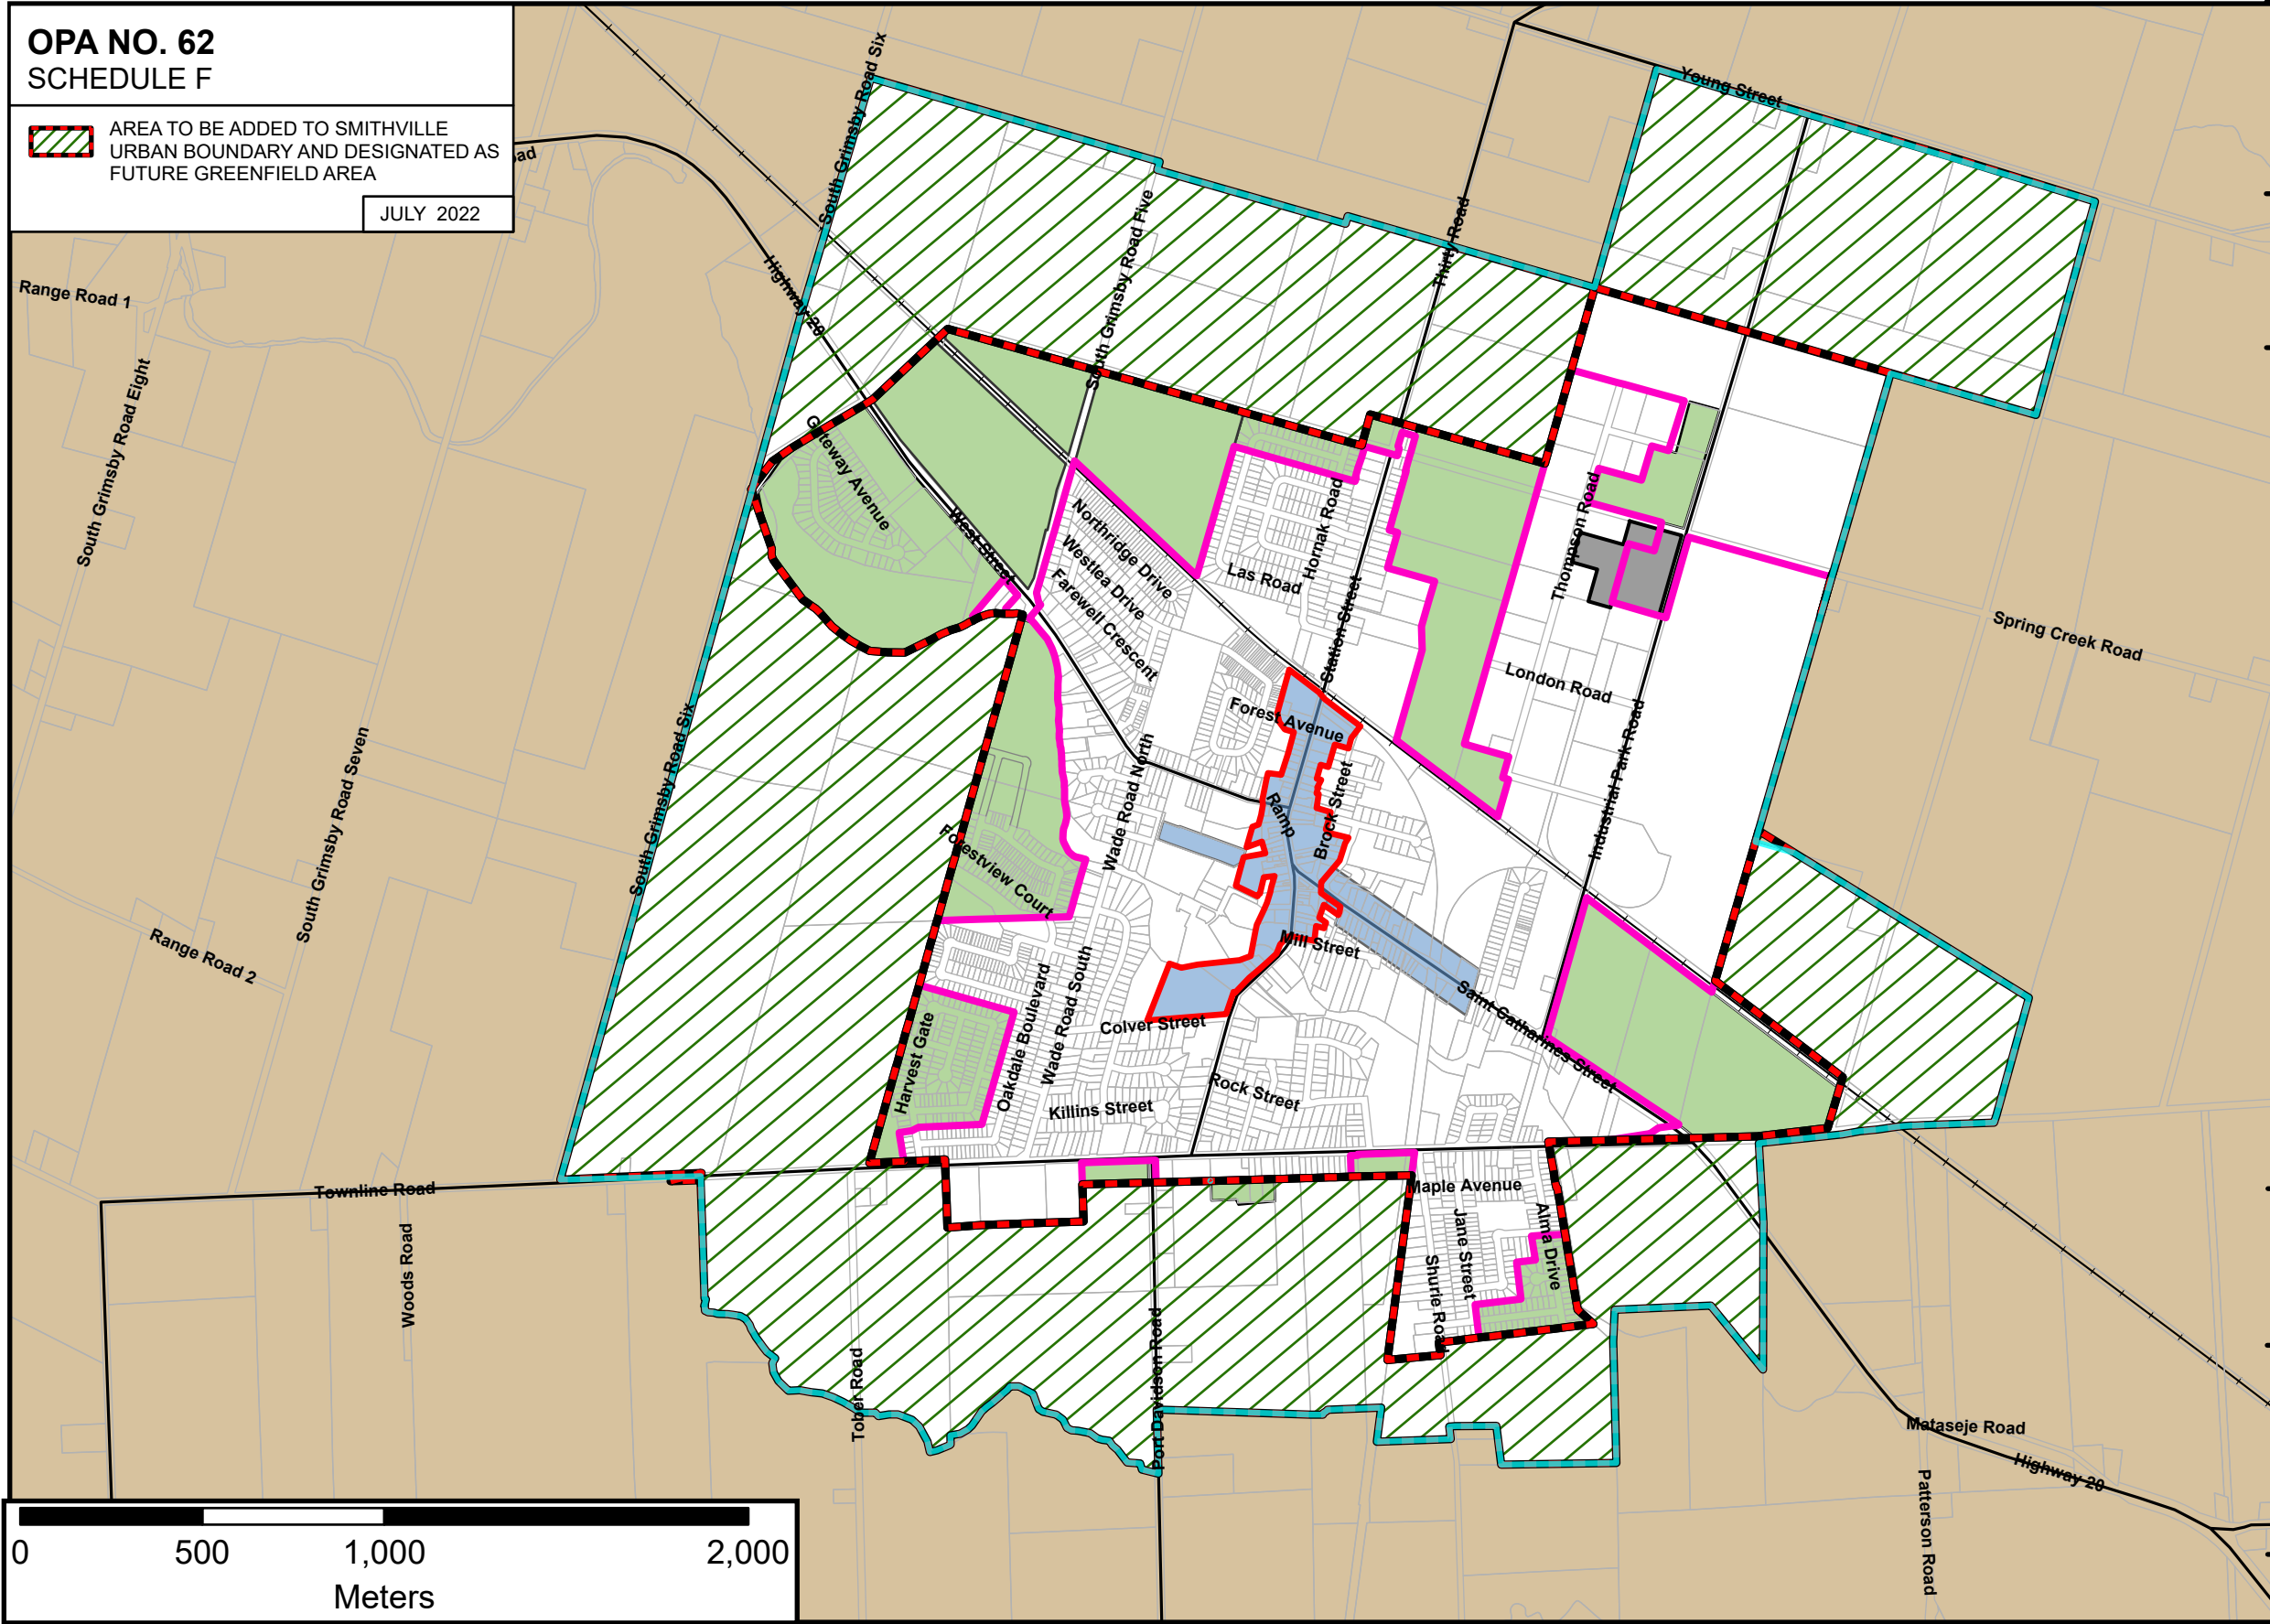 OPA NO. 62
SCHEDULE F
AREA TO BE ADDED TO SMITHVILLE
URBAN BOUNDARY AND DESIGNATED AS
FUTURE GREENFIELD AREA
JULY 2022
South Grimsby Road Six
Young Street
Range Road 1
Highway 20
South Grimsby Road Five
Thirty Road
South Grimsby Road Eight
Gateway Avenue
West Street
Northridge Drive
Westlea Drive
Farewell Crescent
Las Road
Hornak Road
Station Street
Thompson Road
Spring Creek Road
London Road
Industrial Park Road
Forest Avenue
South Grimsby Road Seven
South Grimsby Road Six
Wade Road North
Ramp
Brock Street
Forestview Court
Range Road 2
Mill Street
Saint Catharines Street
Harvest Gate
Oakdale Boulevard
Wade Road South
Colver Street
Rock Street
Killins Street
Townline Road
Woods Road
Maple Avenue
Jane Street
Alma Drive
Shurie Road
Tober Road
Port Davidson Road
Mataseje Road
Highway 20
Patterson Road
0 500 1,000 2,000
Meters